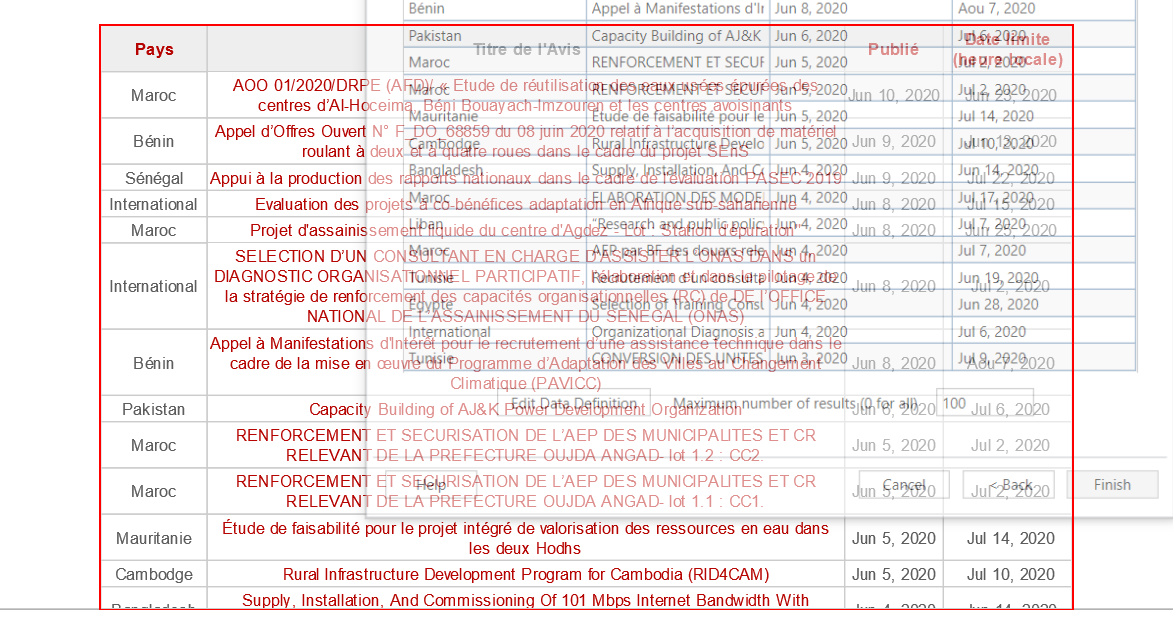 Bénin Appel à Manifestations d'Ir Jun 8, 2020 Aou 7, 2020
Pakistan Capacity Building of AJ&K Jun 6, 2020 Jul 6, 2020
Maroc RENFORCEMENT ET SECUF Jun 5, 2020 Jul 2, 2020
Maroc RENFORCEMENT ET SECUF Jun 5, 2020 Jul 2, 2020
Mauritanie Étude de faisabilité pour le Jun 5, 2020 Jul 14, 2020
Cambodge Rural Infrastructure Develo Jun 5, 2020 Jul 10, 2020
Bangladesh Supply, Installation, And C Jun 4, 2020 Jun 14, 2020
Maroc ELABORATION DES MODE Jun 4, 2020 Jul 17, 2020
Liban "Research and public polic Jun 4, 2020 Jul 7, 2020
Maroc AEP par BF des douars rele Jun 4, 2020 Jul 7, 2020
Tunisie Recrutement d'un consulta Jun 4, 2020 Jun 19, 2020
Égypte Selection of Training Consl Jun 4, 2020 Jun 28, 2020
International Organizational Diagnosis a Jun 4, 2020 Jul 6, 2020
Tunisie CONVERSION DES UNITES Jun 3, 2020 Jul 9, 2020
Edit Data Definition Maximum number of results (0 for all) 100
Help Cancel < Back Finish
Pays Titre de l'Avis Publié Date limite
(heure locale)
Maroc AOO 01/2020/DRPE (AFD)/ « Etude de réutilisation des eaux usées épurées des
centres d’Al-Hoceima, Béni Bouayach-Imzouren et les centres avoisinants Jun 10, 2020 Jun 23, 2020
Bénin Appel d’Offres Ouvert N° F_DO_68859 du 08 juin 2020 relatif à l'acquisition de matériel
roulant à deux et à quatre roues dans le cadre du projet SEnS Jun 9, 2020
Sénégal Appui à la production des rapports nationaux dans le cadre de l'évaluation PASEC 2019 Jun 9, 2020 Jul 22, 2020
International Evaluation des projets à co-bénéfices adaptation en Afrique sub-saharienne Jun 8, 2020 Jul 15, 2020
Maroc Projet d'assainissement liquide du centre d'Agdez - Lot : Station d'épuration" Jun 8, 2020 Jun 25, 2020
International SELECTION D’UN CONSULTANT EN CHARGE D’ASSISTER L'ONAS DANS un
DIAGNOSTIC ORGANISATIONNEL PARTICIPATIF, l’élaboration et dans le pilotage de
la stratégie de renforcement des capacités organisationnelles (RC) de DE l’OFFICE
NATIONAL DE L’ASSAINISSEMENT DU SENEGAL (ONAS) Jun 8, 2020 Jul 2, 2020
Bénin Appel à Manifestations d'Intérêt pour le recrutement d’une assistance technique dans le
cadre de la mise en œuvre du Programme d’Adaptation des Villes au Changement
Climatique (PAVICC) Jun 8, 2020 Aou 7, 2020
Pakistan Capacity Building of AJ&K Power Development Organization Jun 6, 2020 Jul 6, 2020
Maroc RENFORCEMENT ET SECURISATION DE L’AEP DES MUNICIPALITES ET CR
RELEVANT DE LA PREFECTURE OUJDA ANGAD- lot 1.2 : CC2. Jun 5, 2020 Jul 2, 2020
Maroc RENFORCEMENT ET SECURISATION DE L’AEP DES MUNICIPALITES ET CR
RELEVANT DE LA PREFECTURE OUJDA ANGAD- lot 1.1 : CC1. Jun 5, 2020 Jul 2, 2020
Mauritanie Étude de faisabilité pour le projet intégré de valorisation des ressources en eau dans
les deux Hodhs Jun 5, 2020 Jul 14, 2020
Cambodge Rural Infrastructure Development Program for Cambodia (RID4CAM) Jun 5, 2020 Jul 10, 2020
Bangladesh Supply, Installation, And Commissioning Of 101 Mbps Internet Bandwidth With Jun 4, 2020 Jun 14, 2020